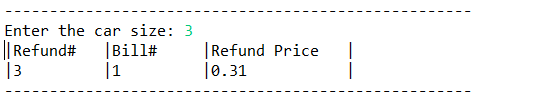 ------------------------------------------------
Enter the car size: 3
|Refund#   |Bill#     |Refund Price   |
|3         |1         |0.31           |
------------------------------------------------